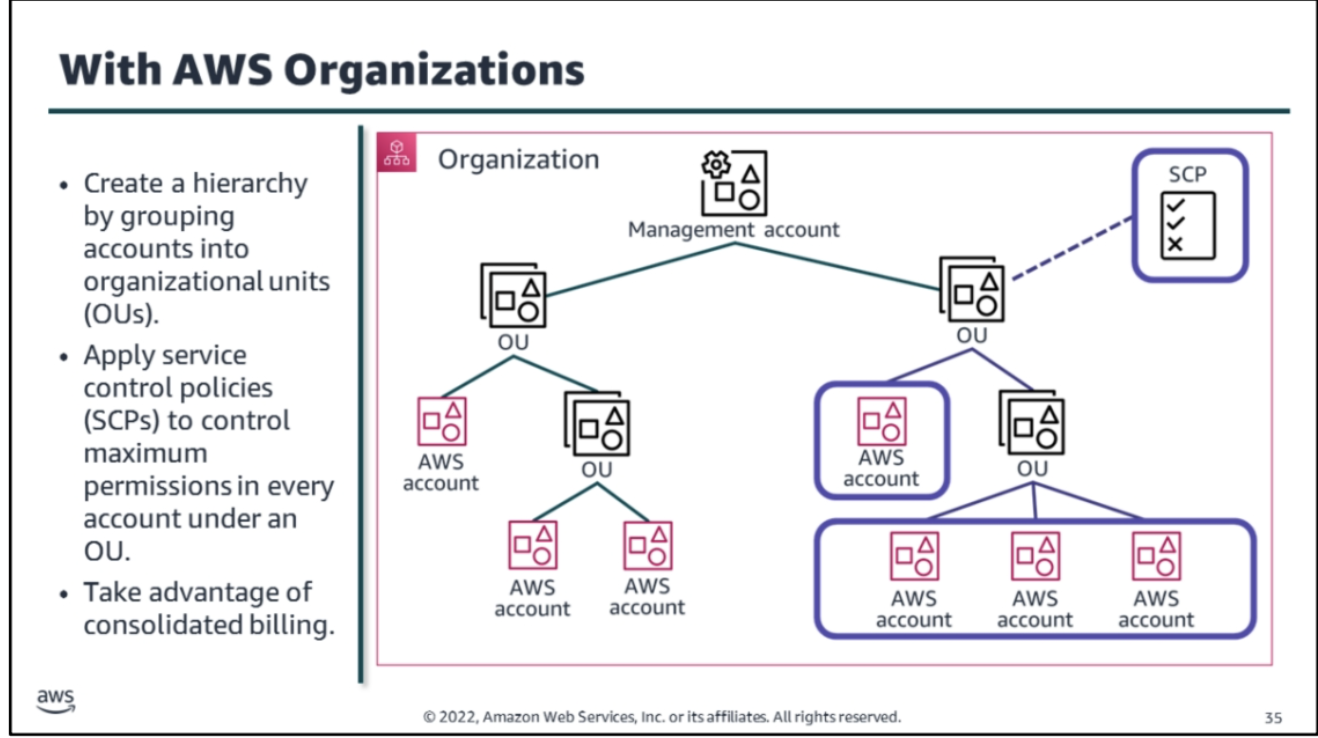 With AWS Organizations
• Create a hierarchy
by grouping
accounts into
organizational units
(OUs).
• Apply service
control policies
(SCPs) to control
maximum
permissions in every
account under an
OU.
• Take advantage of
consolidated billing.
Organization
Management account
SCP
OU
OU
AWS
account
OU
AWS
account
OU
AWS
account
AWS
account
AWS
account
AWS
account
AWS
account
aws
© 2022, Amazon Web Services, Inc. or its affiliates. All rights reserved.
35